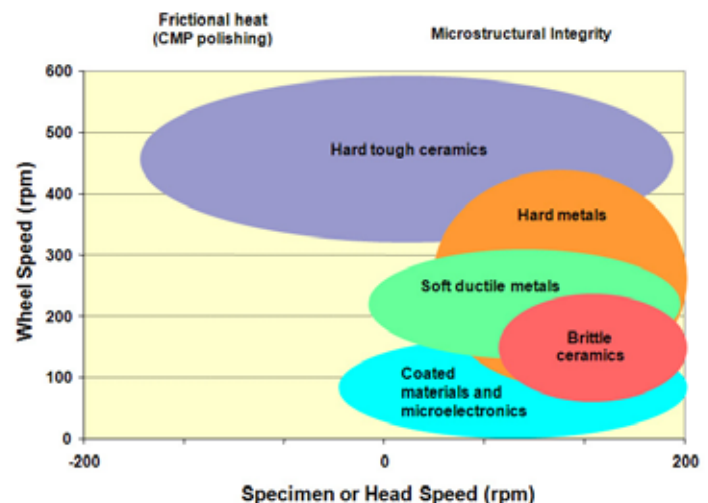 Frictional heat
(CMP polishing)
Microstructural Integrity
600
500
400
300
200
100
0
-200
0
200
Wheel Speed (rpm)
Specimen or Head Speed (rpm)
Hard tough ceramics
Hard metals
Soft ductile metals
Brittle
ceramics
Coated
materials and
microelectronics